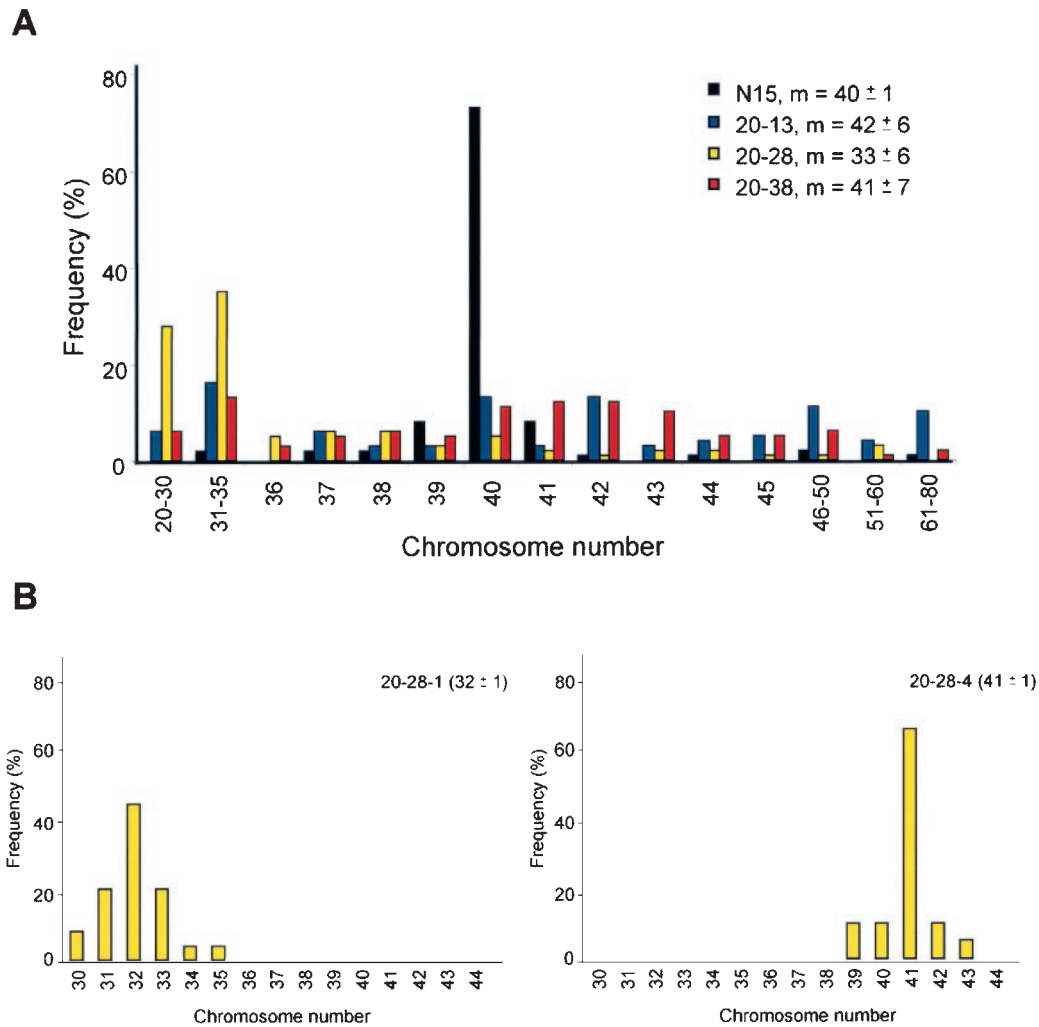 A
80
60
40
20
0
Frequency (%)
N15, m = 40 ± 1
20-13, m = 42 ± 6
20-28, m = 33 ± 6
20-38, m = 41 ± 7
20-30 31-35 36 37 38 39 40 41 42 43 44 45 46-50 51-60 61-80
Chromosome number
B
20-28-1 (32 ± 1)
80
60
40
20
0
Frequency (%)
30 31 32 33 34 35 36 37 38 39 40 41 42 43 44
Chromosome number
20-28-4 (41 ± 1)
80
60
40
20
0
Frequency (%)
30 31 32 33 34 35 36 37 38 39 40 41 42 43 44
Chromosome number